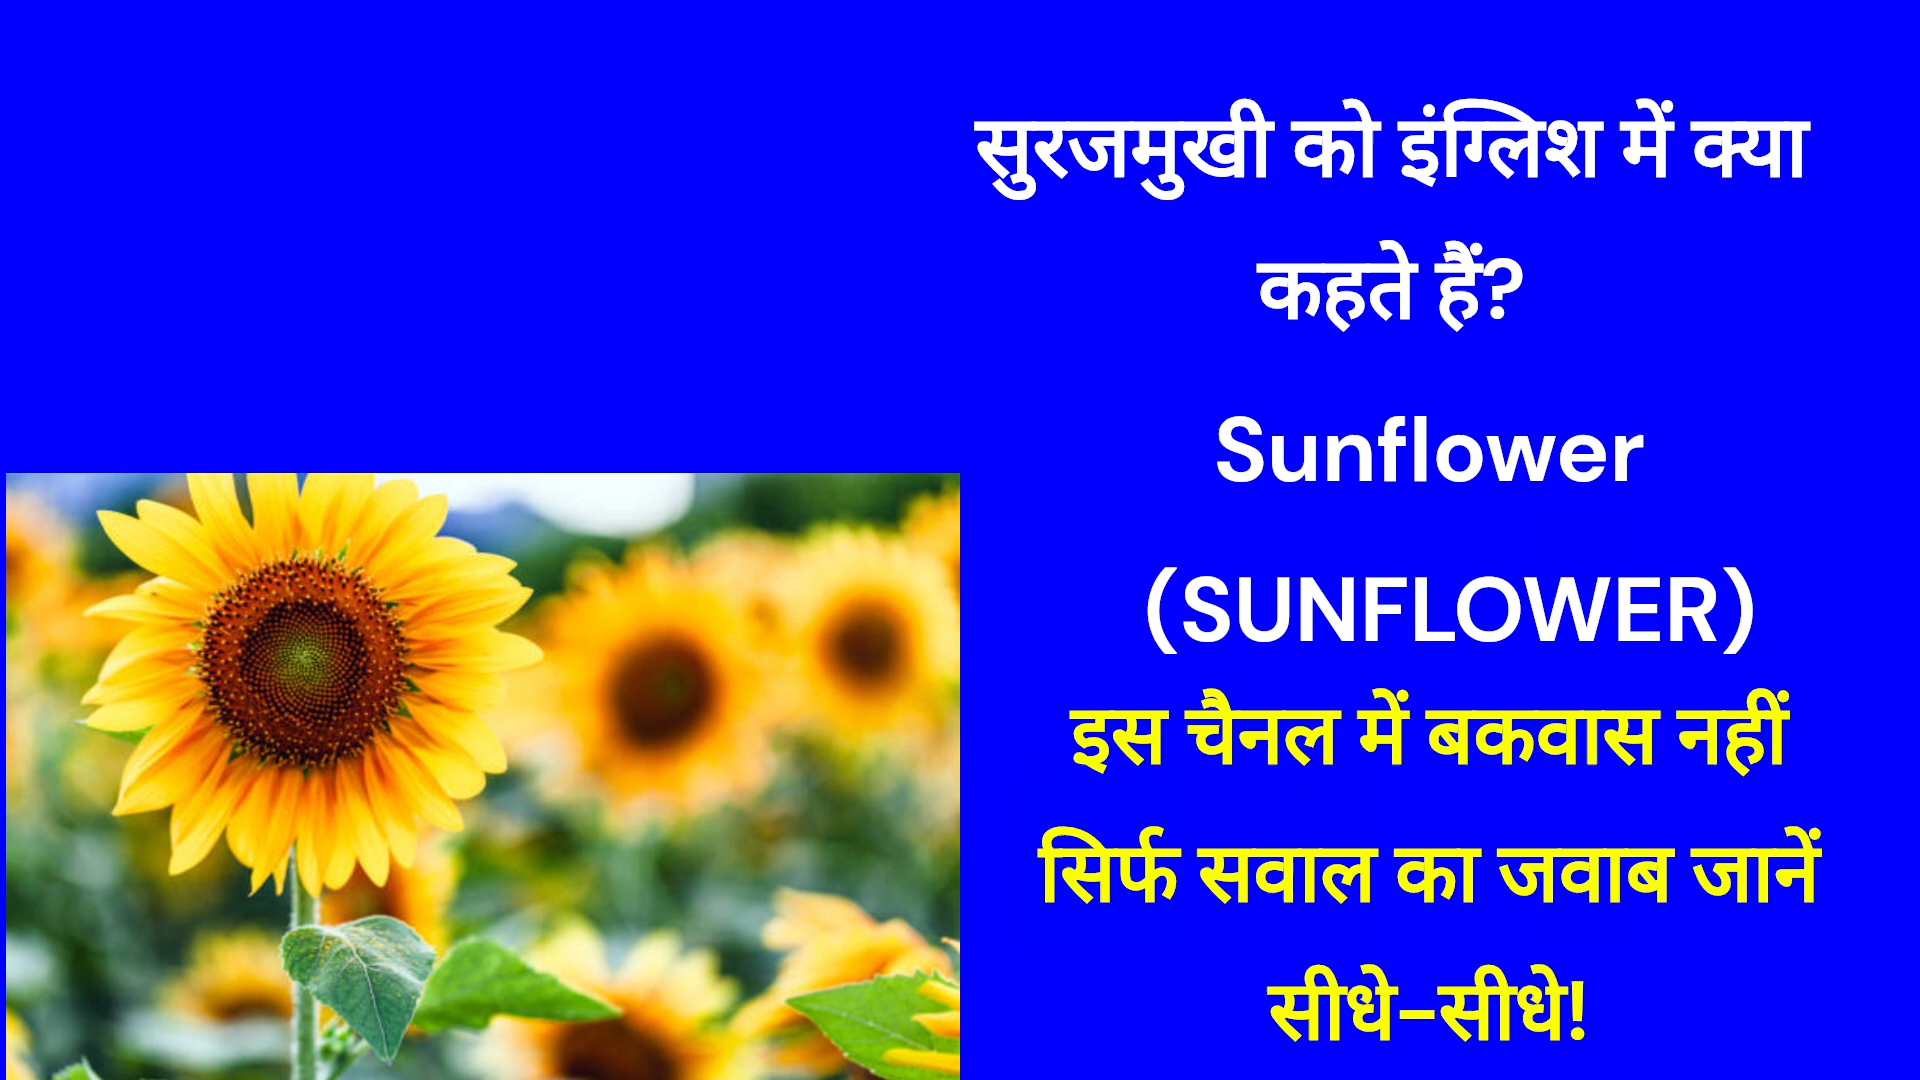 सुरजमुखी को इंग्लिश में क्या
कहते हैं?
Sunflower
(SUNFLOWER)
इस चैनल में बकवास नहीं
सिर्फ सवाल का जवाब जानें
सीधे-सीधे!